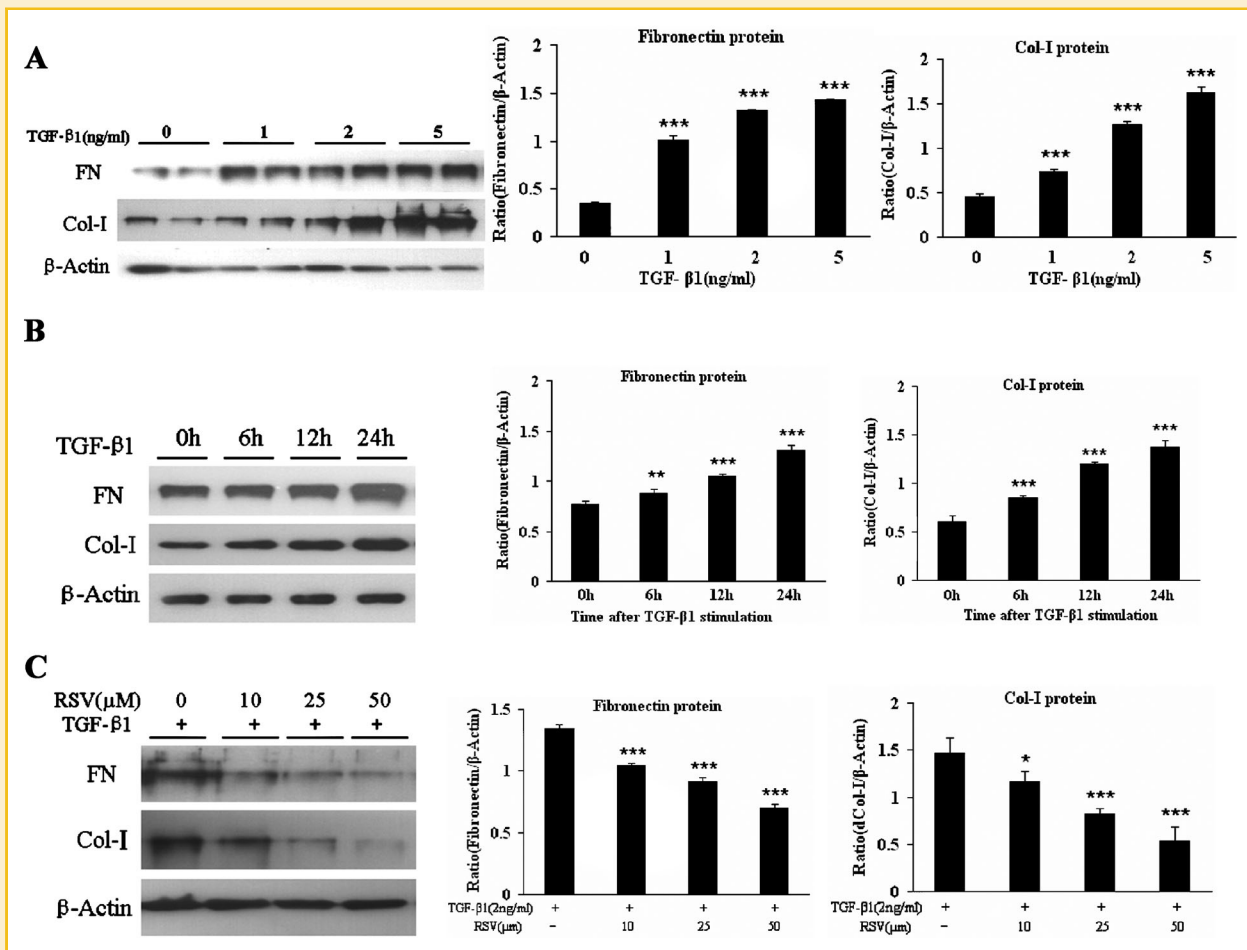 A
TGF-β1(ng/ml) 0 1 2 5
FN
Col-I
β-Actin
Fibronectin protein
Ratio(Fibronectin/β-Actin)
2
1.5
1
0.5
0
*** *** ***
0 1 2 5
TGF- β1(ng/ml)
Col-I protein
Ratio(Col-I/β-Actin)
2
1.5
1
0.5
0
*** *** ***
0 1 2 5
TGF- β1(ng/ml)
B
TGF-β1 0h 6h 12h 24h
FN
Col-I
β-Actin
Fibronectin protein
Ratio(Fibronectin/β-Actin)
2
1.5
1
0.5
0
** *** ***
0h 6h 12h 24h
Time after TGF-β1 stimulation
Col-I protein
Ratio(Col-I/β-Actin)
2
1.5
1
0.5
0
*** *** ***
0h 6h 12h 24h
Time after TGF-β1 stimulation
C
RSV(μM) 0 10 25 50
TGF-β1 + + + +
FN
Col-I
β-Actin
Fibronectin protein
Ratio(Fibronectin/β-Actin)
1.5
1
0.5
0
*** *** ***
TGF-β1(2ng/ml) + + + +
RSV(μm) – 10 25 50
Col-I protein
Ratio(dCol-I/β-Actin)
2
1.5
1
0.5
0
* *** ***
TGF-β1(2ng/ml) + + + +
RSV(μm) – 10 25 50